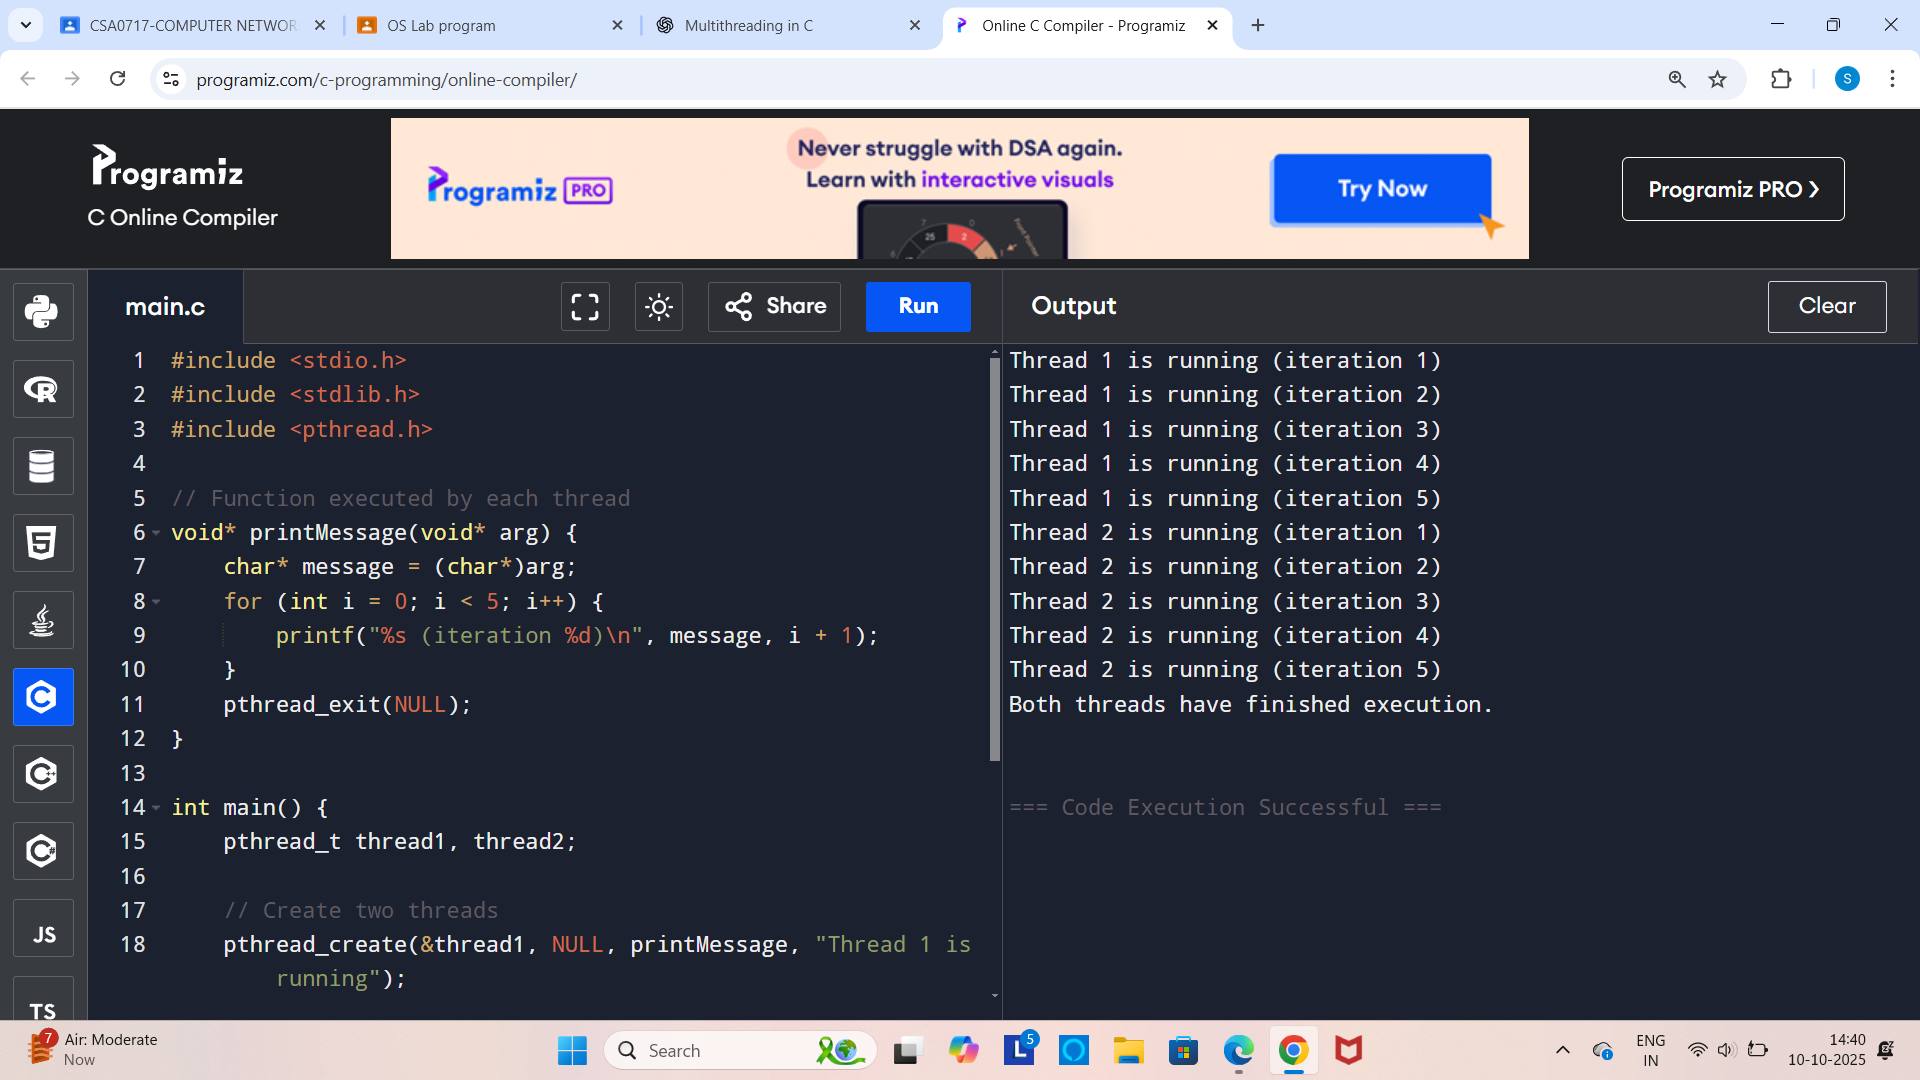 CSA0717-COMPUTER NETWOR
OS Lab program
Multithreading in C
Online C Compiler - Programiz
programiz.com/c-programming/online-compiler/
S
Programiz
C Online Compiler
Programiz PRO
Never struggle with DSA again.
Learn with interactive visuals
Try Now
Programiz PRO ❯
main.c
Share
Run
Output
Clear
1 #include <stdio.h>
2 #include <stdlib.h>
3 #include <pthread.h>
4
5 // Function executed by each thread
6 void* printMessage(void* arg) {
7 char* message = (char*)arg;
8 for (int i = 0; i < 5; i++) {
9 printf("%s (iteration %d)\n", message, i + 1);
10 }
11 pthread_exit(NULL);
12 }
13
14 int main() {
15 pthread_t thread1, thread2;
16
17 // Create two threads
18 pthread_create(&thread1, NULL, printMessage, "Thread 1 is
running");
Thread 1 is running (iteration 1)
Thread 1 is running (iteration 2)
Thread 1 is running (iteration 3)
Thread 1 is running (iteration 4)
Thread 1 is running (iteration 5)
Thread 2 is running (iteration 1)
Thread 2 is running (iteration 2)
Thread 2 is running (iteration 3)
Thread 2 is running (iteration 4)
Thread 2 is running (iteration 5)
Both threads have finished execution.
=== Code Execution Successful ===
JS
TS
7
Air: Moderate
Now
Search
L
5
ENG
IN
14:40
10-10-2025